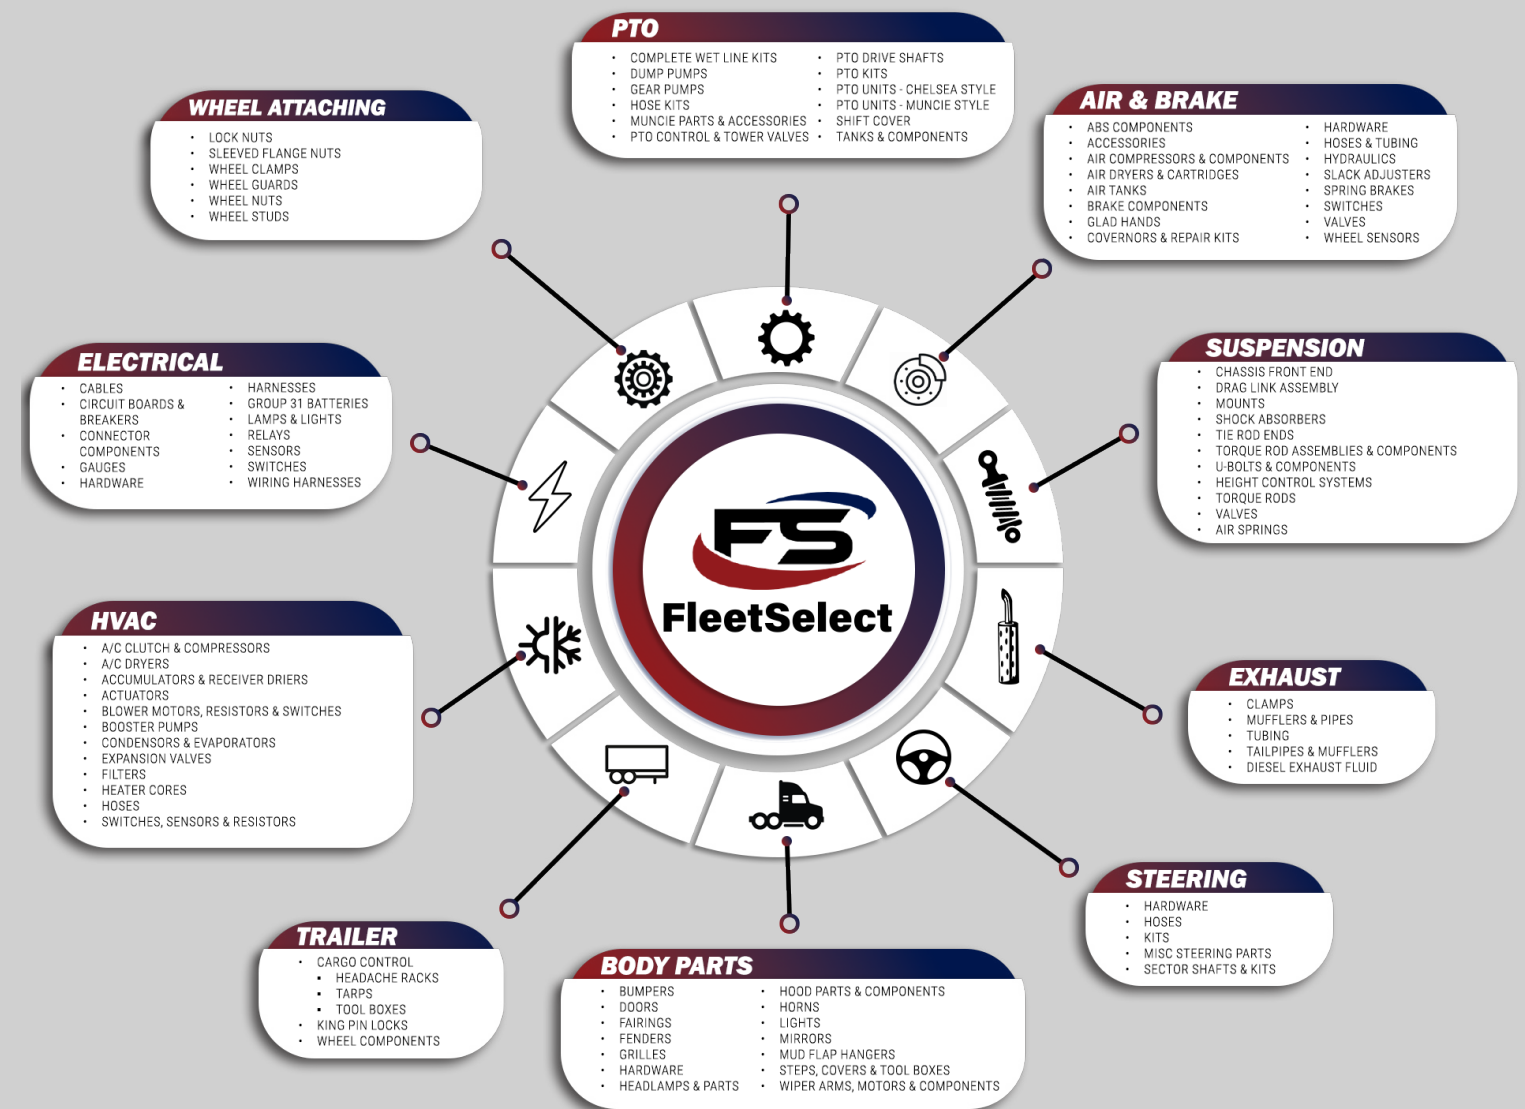 PTO
COMPLETE WET LINE KITS
DUMP PUMPS
GEAR PUMPS
HOSE KITS
MUNCIE PARTS & ACCESSORIES
PTO CONTROL & TOWER VALVES
PTO DRIVE SHAFTS
PTO KITS
PTO UNITS - CHELSEA STYLE
PTO UNITS - MUNCIE STYLE
SHIFT COVER
TANKS & COMPONENTS
WHEEL ATTACHING
LOCK NUTS
SLEEVED FLANGE NUTS
WHEEL CLAMPS
WHEEL GUARDS
WHEEL NUTS
WHEEL STUDS
AIR & BRAKE
ABS COMPONENTS
ACCESSORIES
AIR COMPRESSORS & COMPONENTS
AIR DRYERS & CARTRIDGES
AIR TANKS
BRAKE COMPONENTS
GLAD HANDS
COVERNORS & REPAIR KITS
HARDWARE
HOSES & TUBING
HYDRAULICS
SLACK ADJUSTERS
SPRING BRAKES
SWITCHES
VALVES
WHEEL SENSORS
ELECTRICAL
CABLES
CIRCUIT BOARDS &
BREAKERS
CONNECTOR
COMPONENTS
GAUGES
HARDWARE
HARNESSES
GROUP 31 BATTERIES
LAMPS & LIGHTS
RELAYS
SENSORS
SWITCHES
WIRING HARNESSES
SUSPENSION
CHASSIS FRONT END
DRAG LINK ASSEMBLY
MOUNTS
SHOCK ABSORBERS
TIE ROD ENDS
TORQUE ROD ASSEMBLIES & COMPONENTS
U-BOLTS & COMPONENTS
HEIGHT CONTROL SYSTEMS
TORQUE RODS
VALVES
AIR SPRINGS
FS
FleetSelect
HVAC
A/C CLUTCH & COMPRESSORS
A/C DRYERS
ACCUMULATORS & RECEIVER DRIERS
ACTUATORS
BLOWER MOTORS, RESISTORS & SWITCHES
BOOSTER PUMPS
CONDENSORS & EVAPORATORS
EXPANSION VALVES
FILTERS
HEATER CORES
HOSES
SWITCHES, SENSORS & RESISTORS
EXHAUST
CLAMPS
MUFFLERS & PIPES
TUBING
TAILPIPES & MUFFLERS
DIESEL EXHAUST FLUID
STEERING
HARDWARE
HOSES
KITS
MISC STEERING PARTS
SECTOR SHAFTS & KITS
TRAILER
CARGO CONTROL
HEADACHE RACKS
TARPS
TOOL BOXES
KING PIN LOCKS
WHEEL COMPONENTS
BODY PARTS
BUMPERS
DOORS
FAIRINGS
FENDERS
GRILLES
HARDWARE
HEADLAMPS & PARTS
HOOD PARTS & COMPONENTS
HORNS
LIGHTS
MIRRORS
MUD FLAP HANGERS
STEPS, COVERS & TOOL BOXES
WIPER ARMS, MOTORS & COMPONENTS